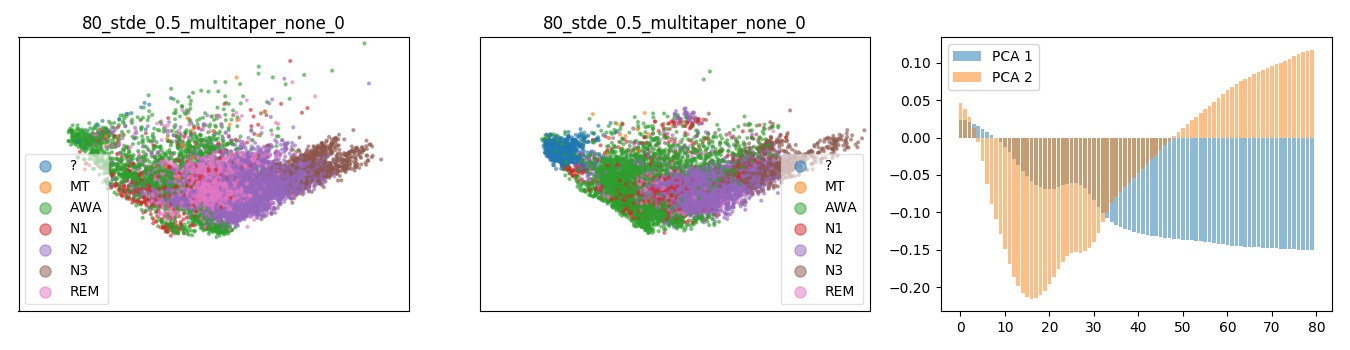 80_stde_0.5_multitaper_none_0
?
MT
AWA
N1
N2
N3
REM
80_stde_0.5_multitaper_none_0
?
MT
AWA
N1
N2
N3
REM
PCA 1
PCA 2
0.10
0.05
0.00
−0.05
−0.10
−0.15
−0.20
0 10 20 30 40 50 60 70 80